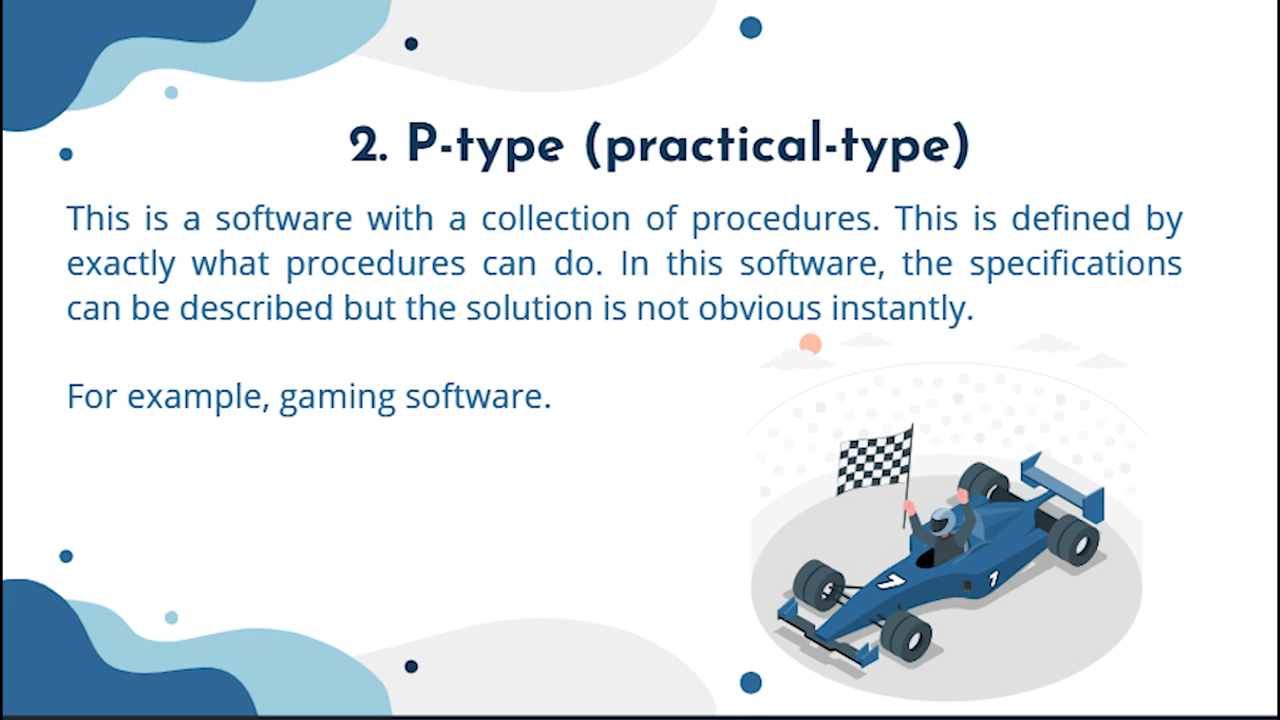 2. P-type (practical-type)
This is a software with a collection of procedures. This is defined by
exactly what procedures can do. In this software, the specifications
can be described but the solution is not obvious instantly.
For example, gaming software.
7
7